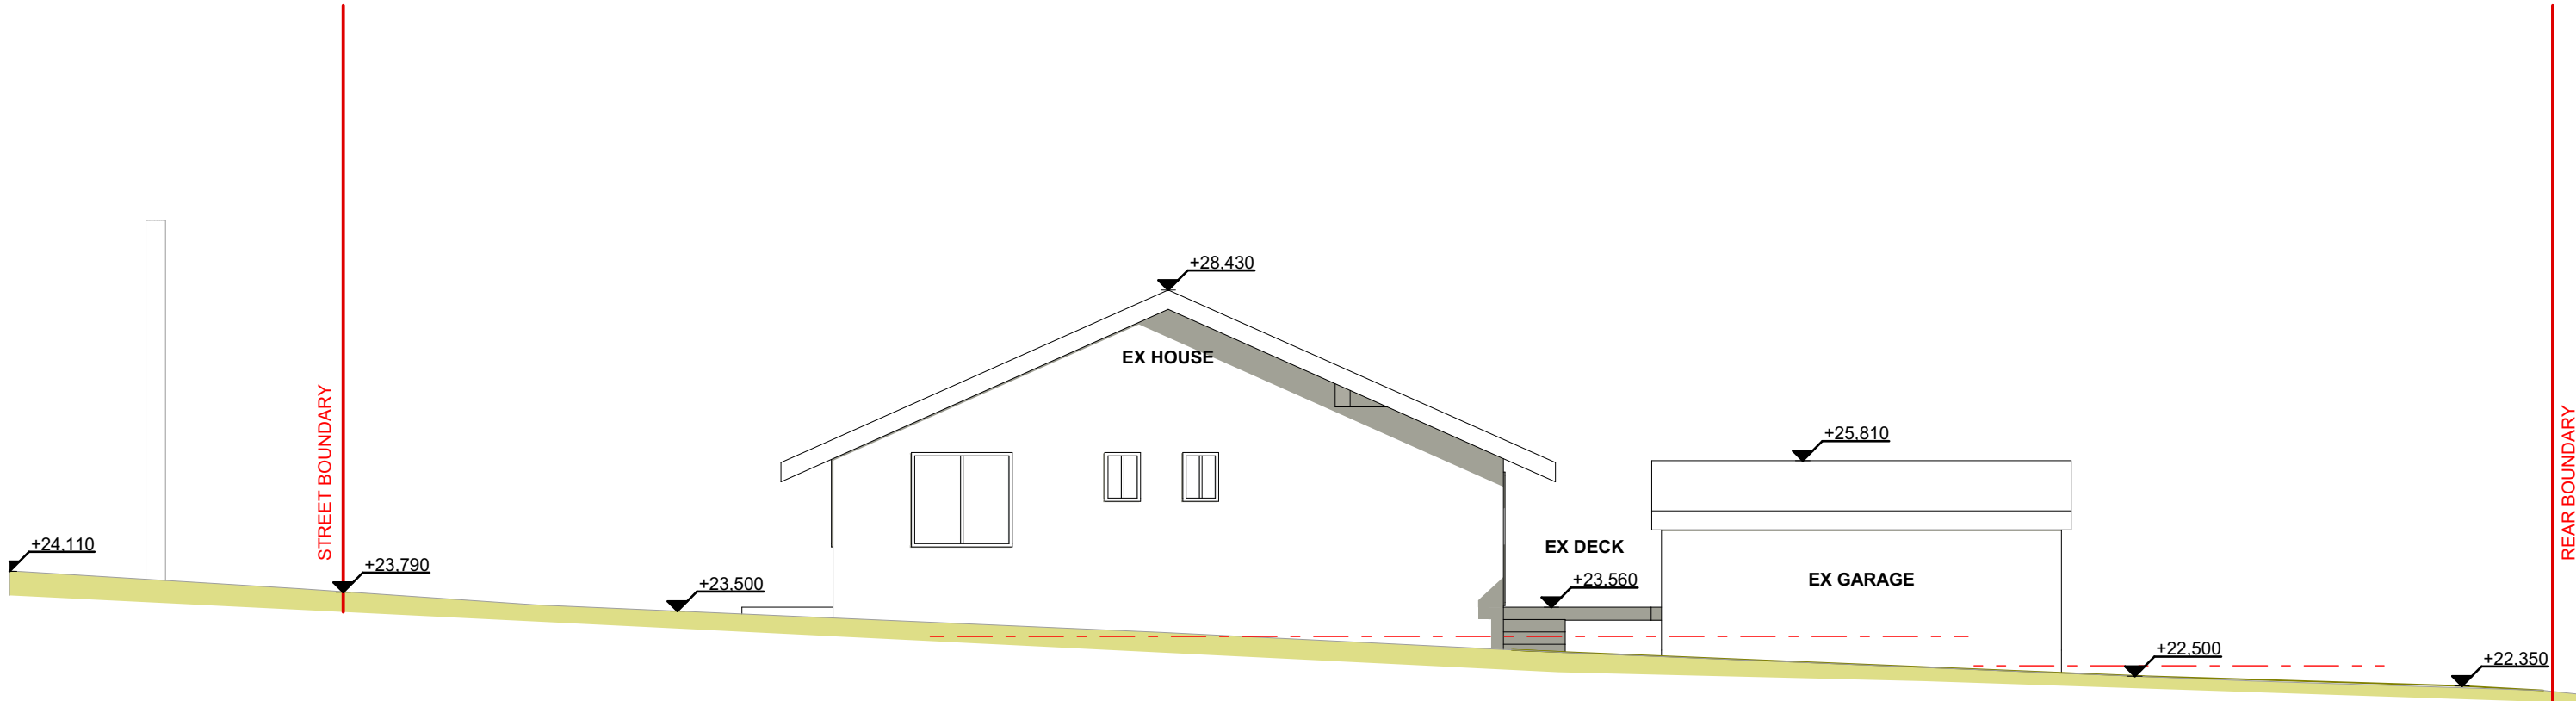 +28,430
EX HOUSE
STREET BOUNDARY
REAR BOUNDARY
+25,810
+24,110
EX DECK
+23,790
+23,500
+23,560
EX GARAGE
+22,500
+22,350